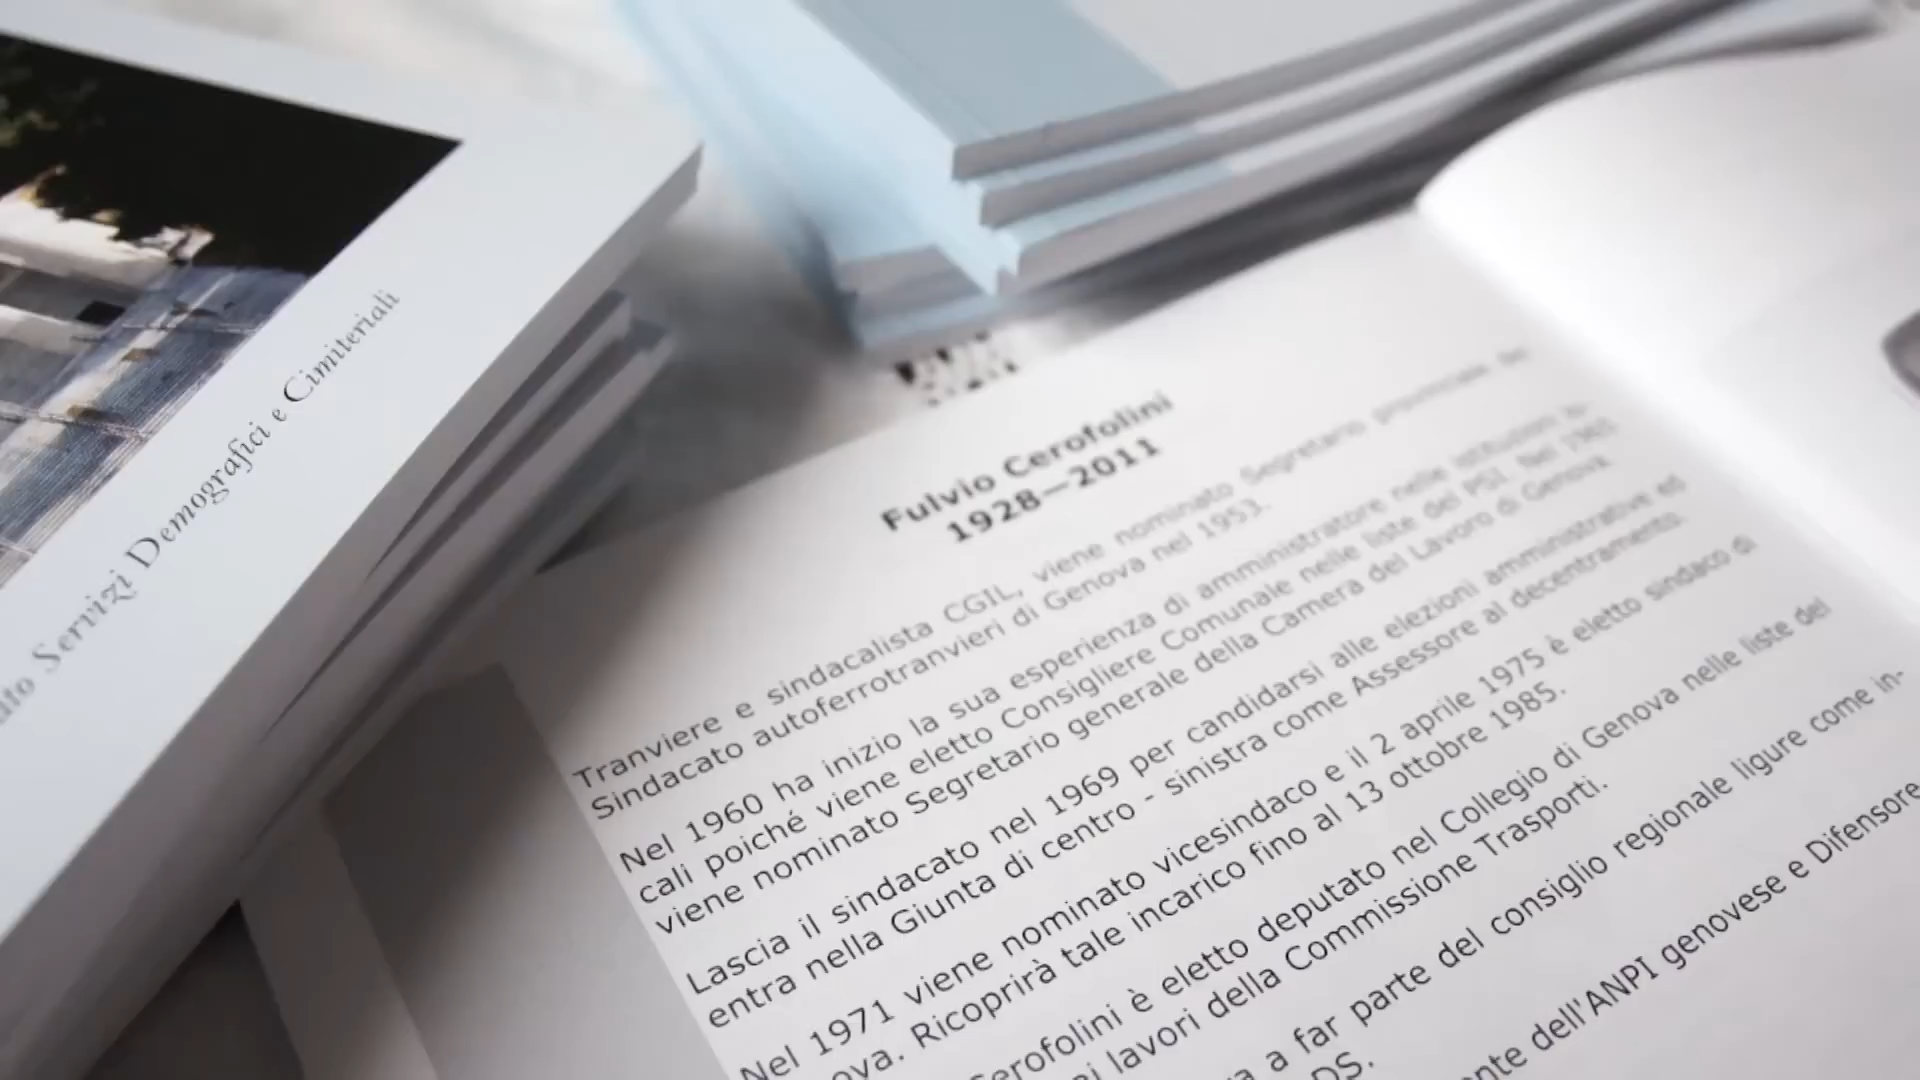 Servizi Demografici e Cimiteriali
Fulvio Cerofolini
1928—2011
Tranviere e sindacalista CGIL, viene nominato Segretario provinciale
Sindacato autoferrotranvieri di Genova nel 1953.
Nel 1960 ha inizio la sua esperienza di amministratore nelle istituzioni lo-
cali poiché viene eletto Consigliere Comunale nelle liste del PSI. Nel
viene nominato Segretario generale della Camera del Lavoro di Genova.
Lascia il sindacato nel 1969 per candidarsi alle elezioni amministrative ed
entra nella Giunta di centro - sinistra come Assessore al decentramento.
Nel 1971 viene nominato vicesindaco e il 2 aprile 1975 è eletto sindaco di
ova. Ricoprirà tale incarico fino al 13 ottobre 1985.
Cerofolini è eletto deputato nel Collegio di Genova nelle liste del
ai lavori della Commissione Trasporti.
a far parte del consiglio regionale ligure come in-
DS.
nte dell'ANPI genovese e Difensore